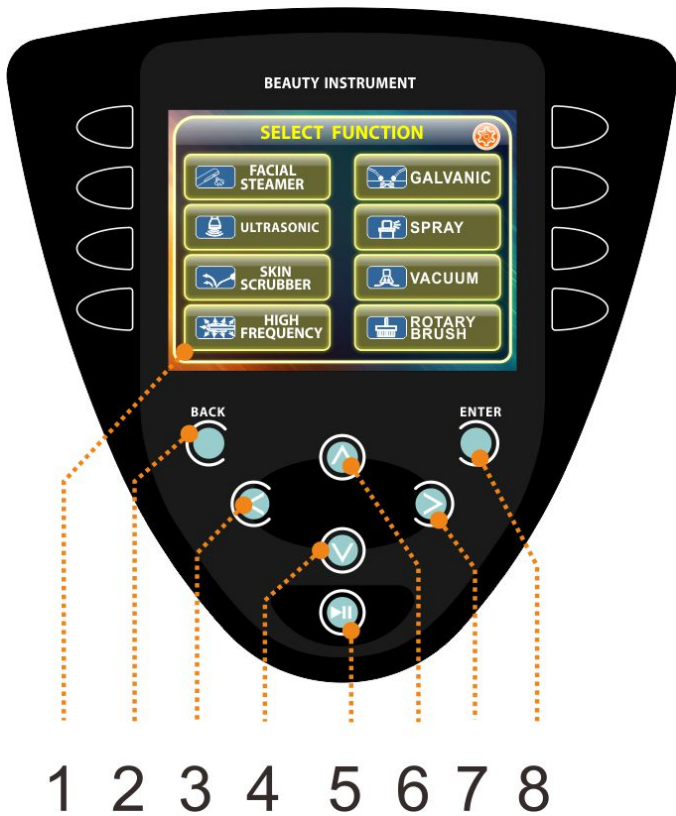 BEAUTY INSTRUMENT
SELECT FUNCTION
FACIAL
STEAMER
GALVANIC
ULTRASONIC
SPRAY
SKIN
SCRUBBER
VACUUM
HIGH
FREQUENCY
ROTARY
BRUSH
BACK
ENTER
1 2 3 4 5 6 7 8